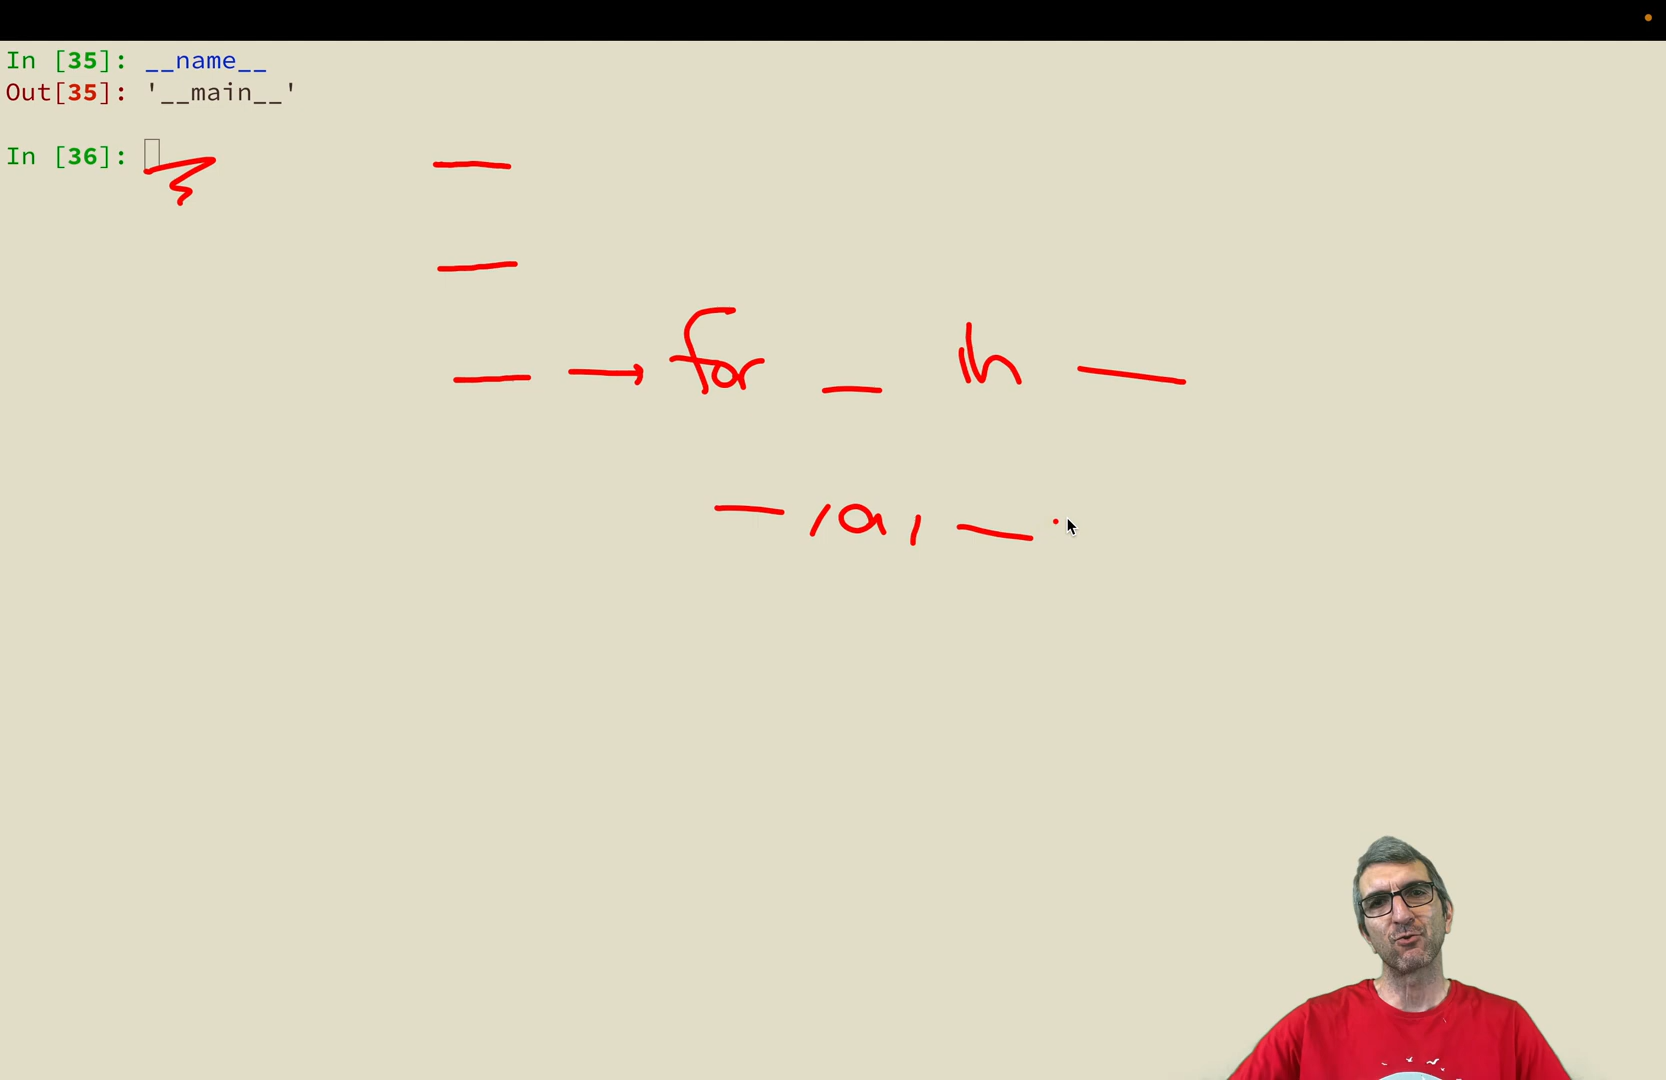 In [35]: __name__
Out[35]: '__main__'
In [36]:
_
_
_ → for _ in _
_ , a , _